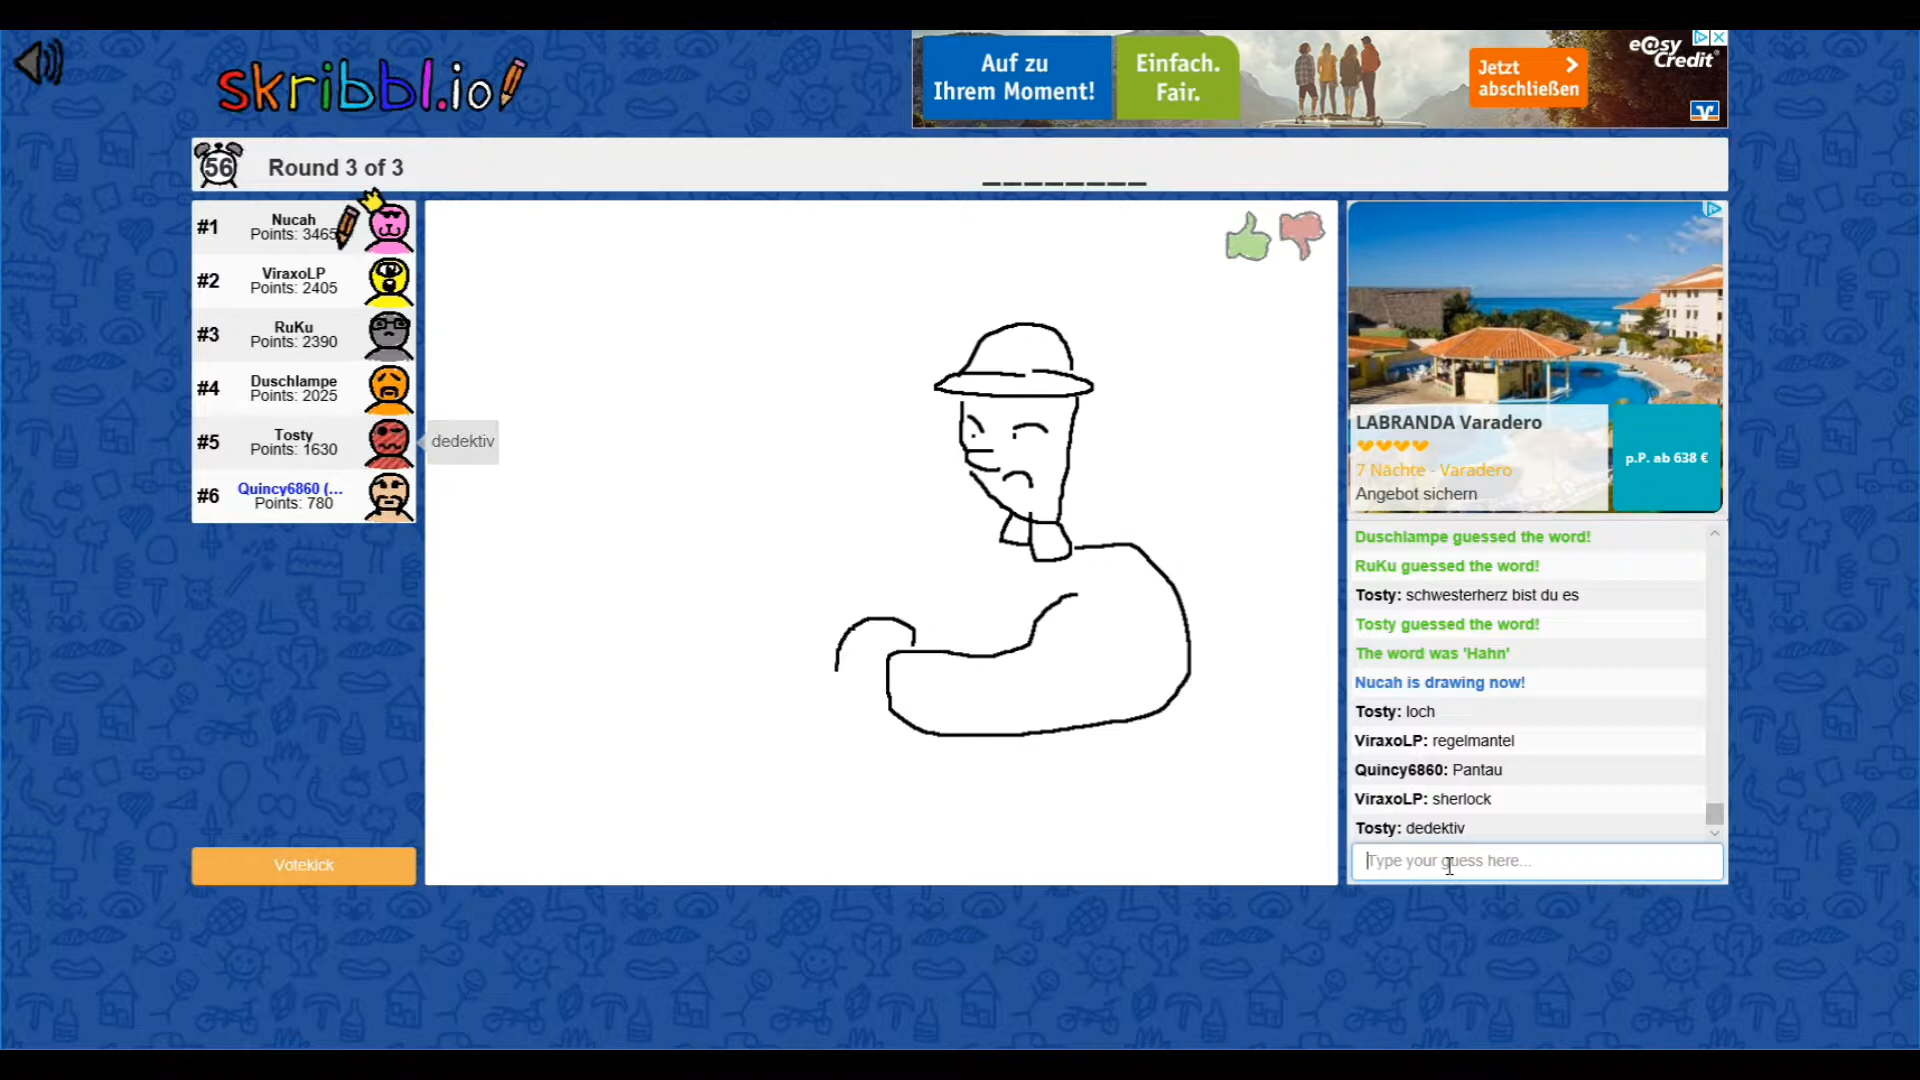 skribbl.io
Auf zu
Ihrem Moment!
Einfach.
Fair.
Jetzt
abschließen
e@sy
Credit
56
Round 3 of 3
________
#1
Nucah
Points: 3465
#2
ViraxoLP
Points: 2405
#3
RuKu
Points: 2390
#4
Duschlampe
Points: 2025
#5
Tosty
Points: 1630
dedektiv
#6
Quincy6860 (...
Points: 780
Votekick
LABRANDA Varadero
7 Nächte - Varadero
Angebot sichern
p.P. ab 638 €
Duschlampe guessed the word!
RuKu guessed the word!
Tosty: schwesterherz bist du es
Tosty guessed the word!
The word was 'Hahn'
Nucah is drawing now!
Tosty: loch
ViraxoLP: regelmantel
Quincy6860: Pantau
ViraxoLP: sherlock
Tosty: dedektiv
Type your guess here...